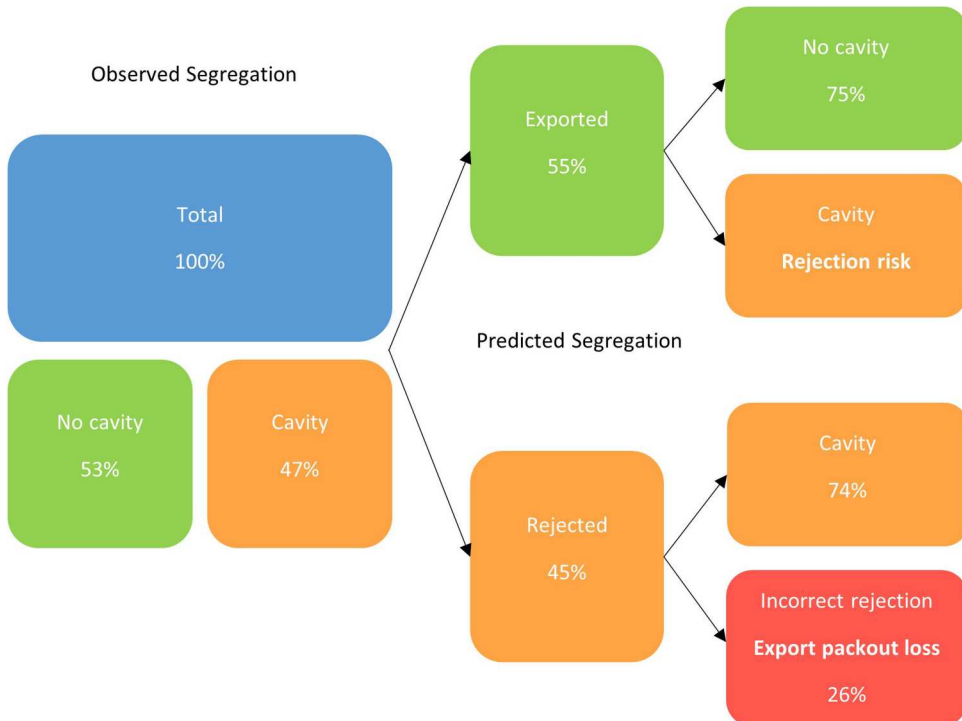 Observed Segregation
Total
100%
No cavity
53%
Cavity
47%
Exported
55%
No cavity
75%
Cavity
Rejection risk
Predicted Segregation
Rejected
45%
Cavity
74%
Incorrect rejection
Export packout loss
26%